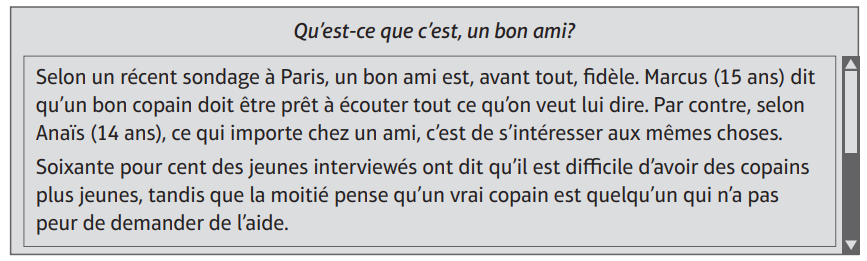 Qu’est-ce que c’est, un bon ami?
Selon un récent sondage à Paris, un bon ami est, avant tout, fidèle. Marcus (15 ans) dit
qu’un bon copain doit être prêt à écouter tout ce qu’on veut lui dire. Par contre, selon
Anaïs (14 ans), ce qui importe chez un ami, c’est de s’intéresser aux mêmes choses.
Soixante pour cent des jeunes interviewés ont dit qu’il est difficile d’avoir des copains
plus jeunes, tandis que la moitié pense qu’un vrai copain est quelqu’un qui n’a pas
peur de demander de l’aide.